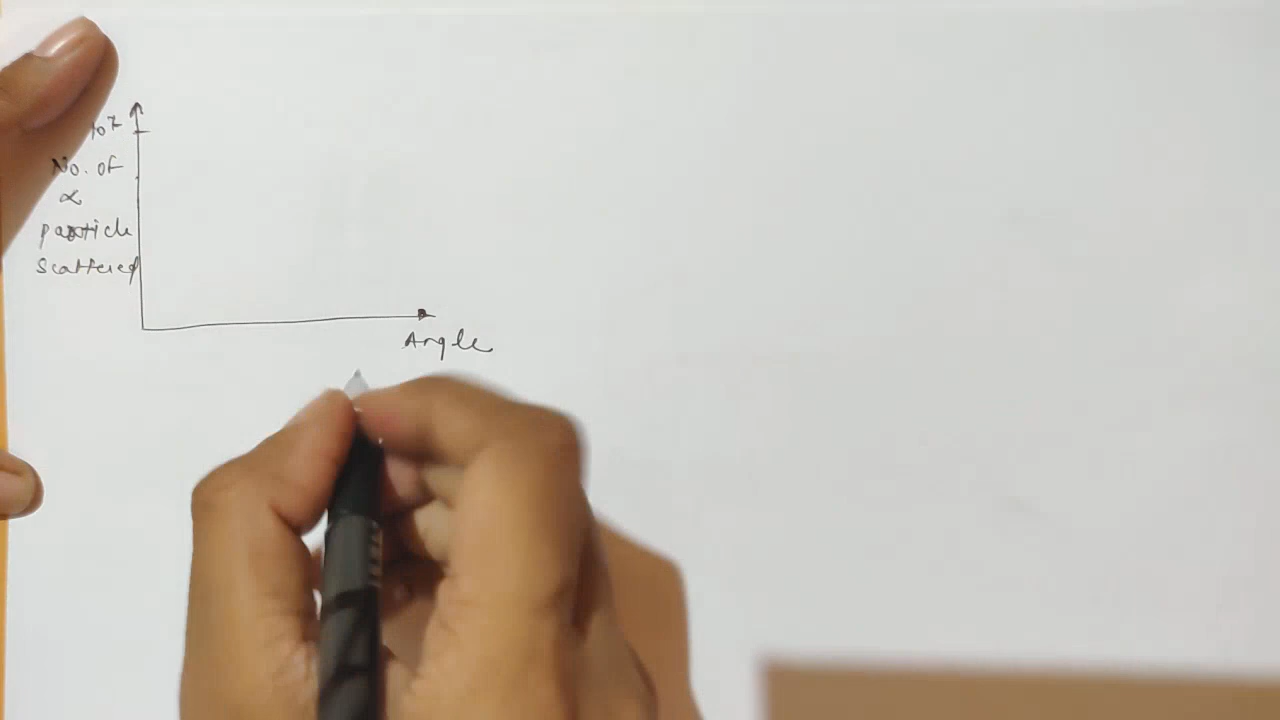 10⁷
No. of
α
particle
Scattered
Angle